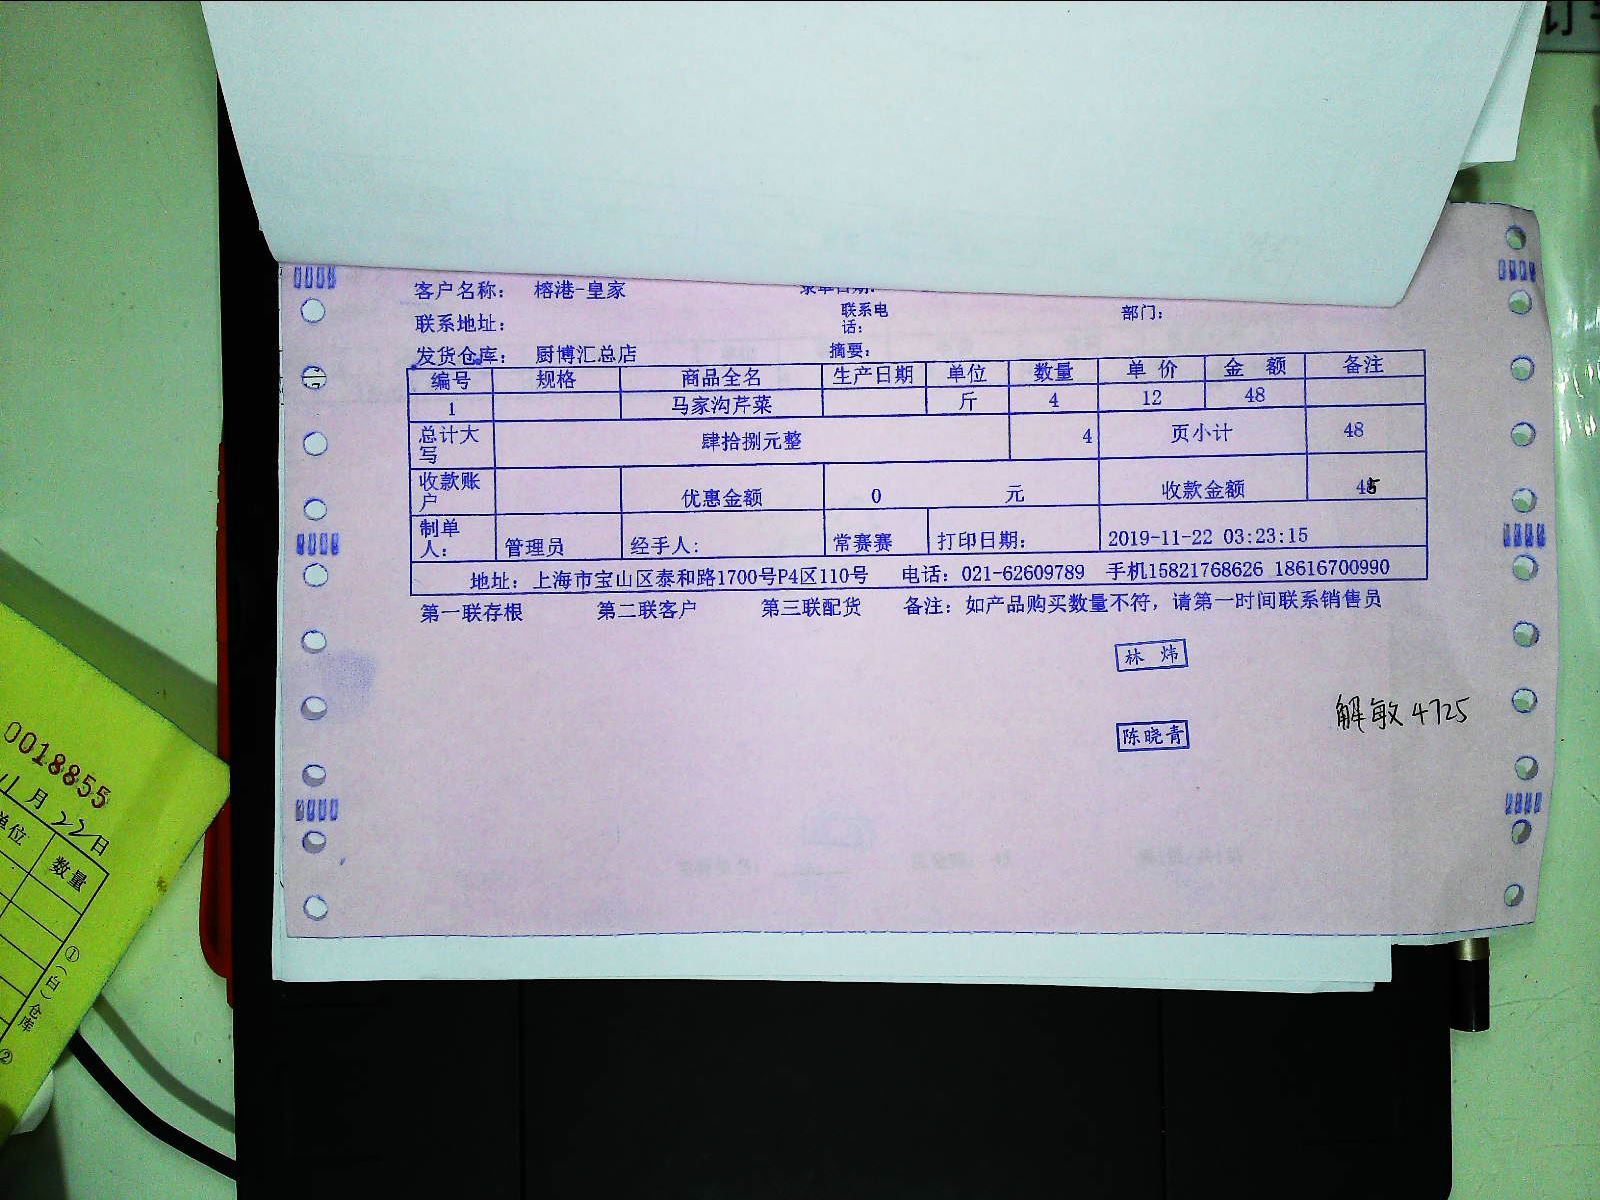 客户名称： 榕港-皇家
联系地址： 联系电话： 部门：
发货仓库： 厨博汇总店 摘要：
编号 规格 商品全名 生产日期 单位 数量 单价 金额 备注
1 马家沟芹菜 斤 4 12 48
总计大写 肆拾捌元整 4 页小计 48
收款账户 优惠金额 0 元 收款金额
制单人： 管理员 经手人： 常赛赛 打印日期： 2019-11-22 03:23:15
地址：上海市宝山区泰和路1700号P4区110号 电话：021-62609789 手机15821768626 18616700990
第一联存根 第二联客户 第三联配货 备注：如产品购买数量不符，请第一时间联系销售员
林 炜
解敏 4725
陈晓青
0018855
月22日
单位 数量
①(白)仓库
②